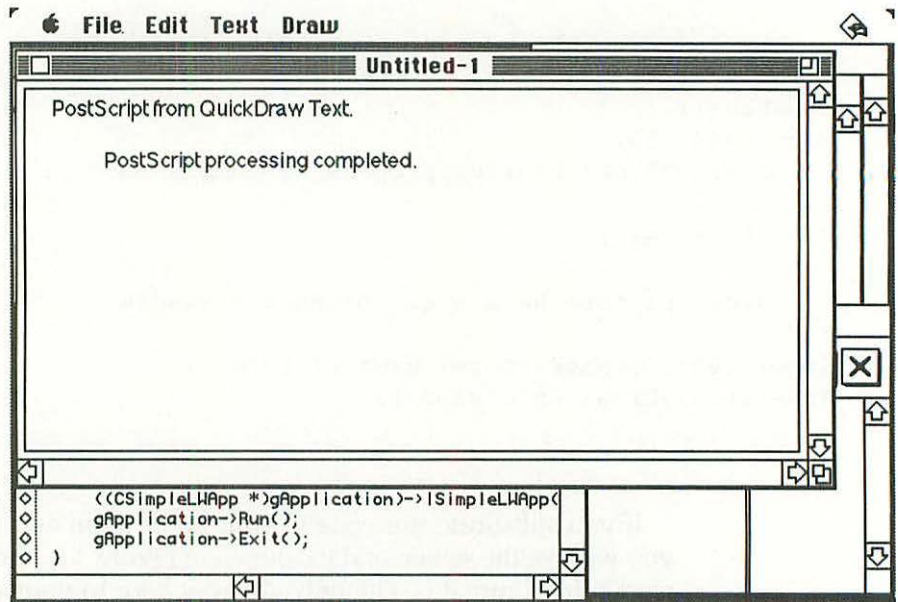 File Edit Text Draw
Untitled-1
PostScript from QuickDraw Text.
PostScript processing completed.
((CSimpleLWApp *)gApplication)->ISimpleLWApp(
gApplication->Run();
gApplication->Exit();